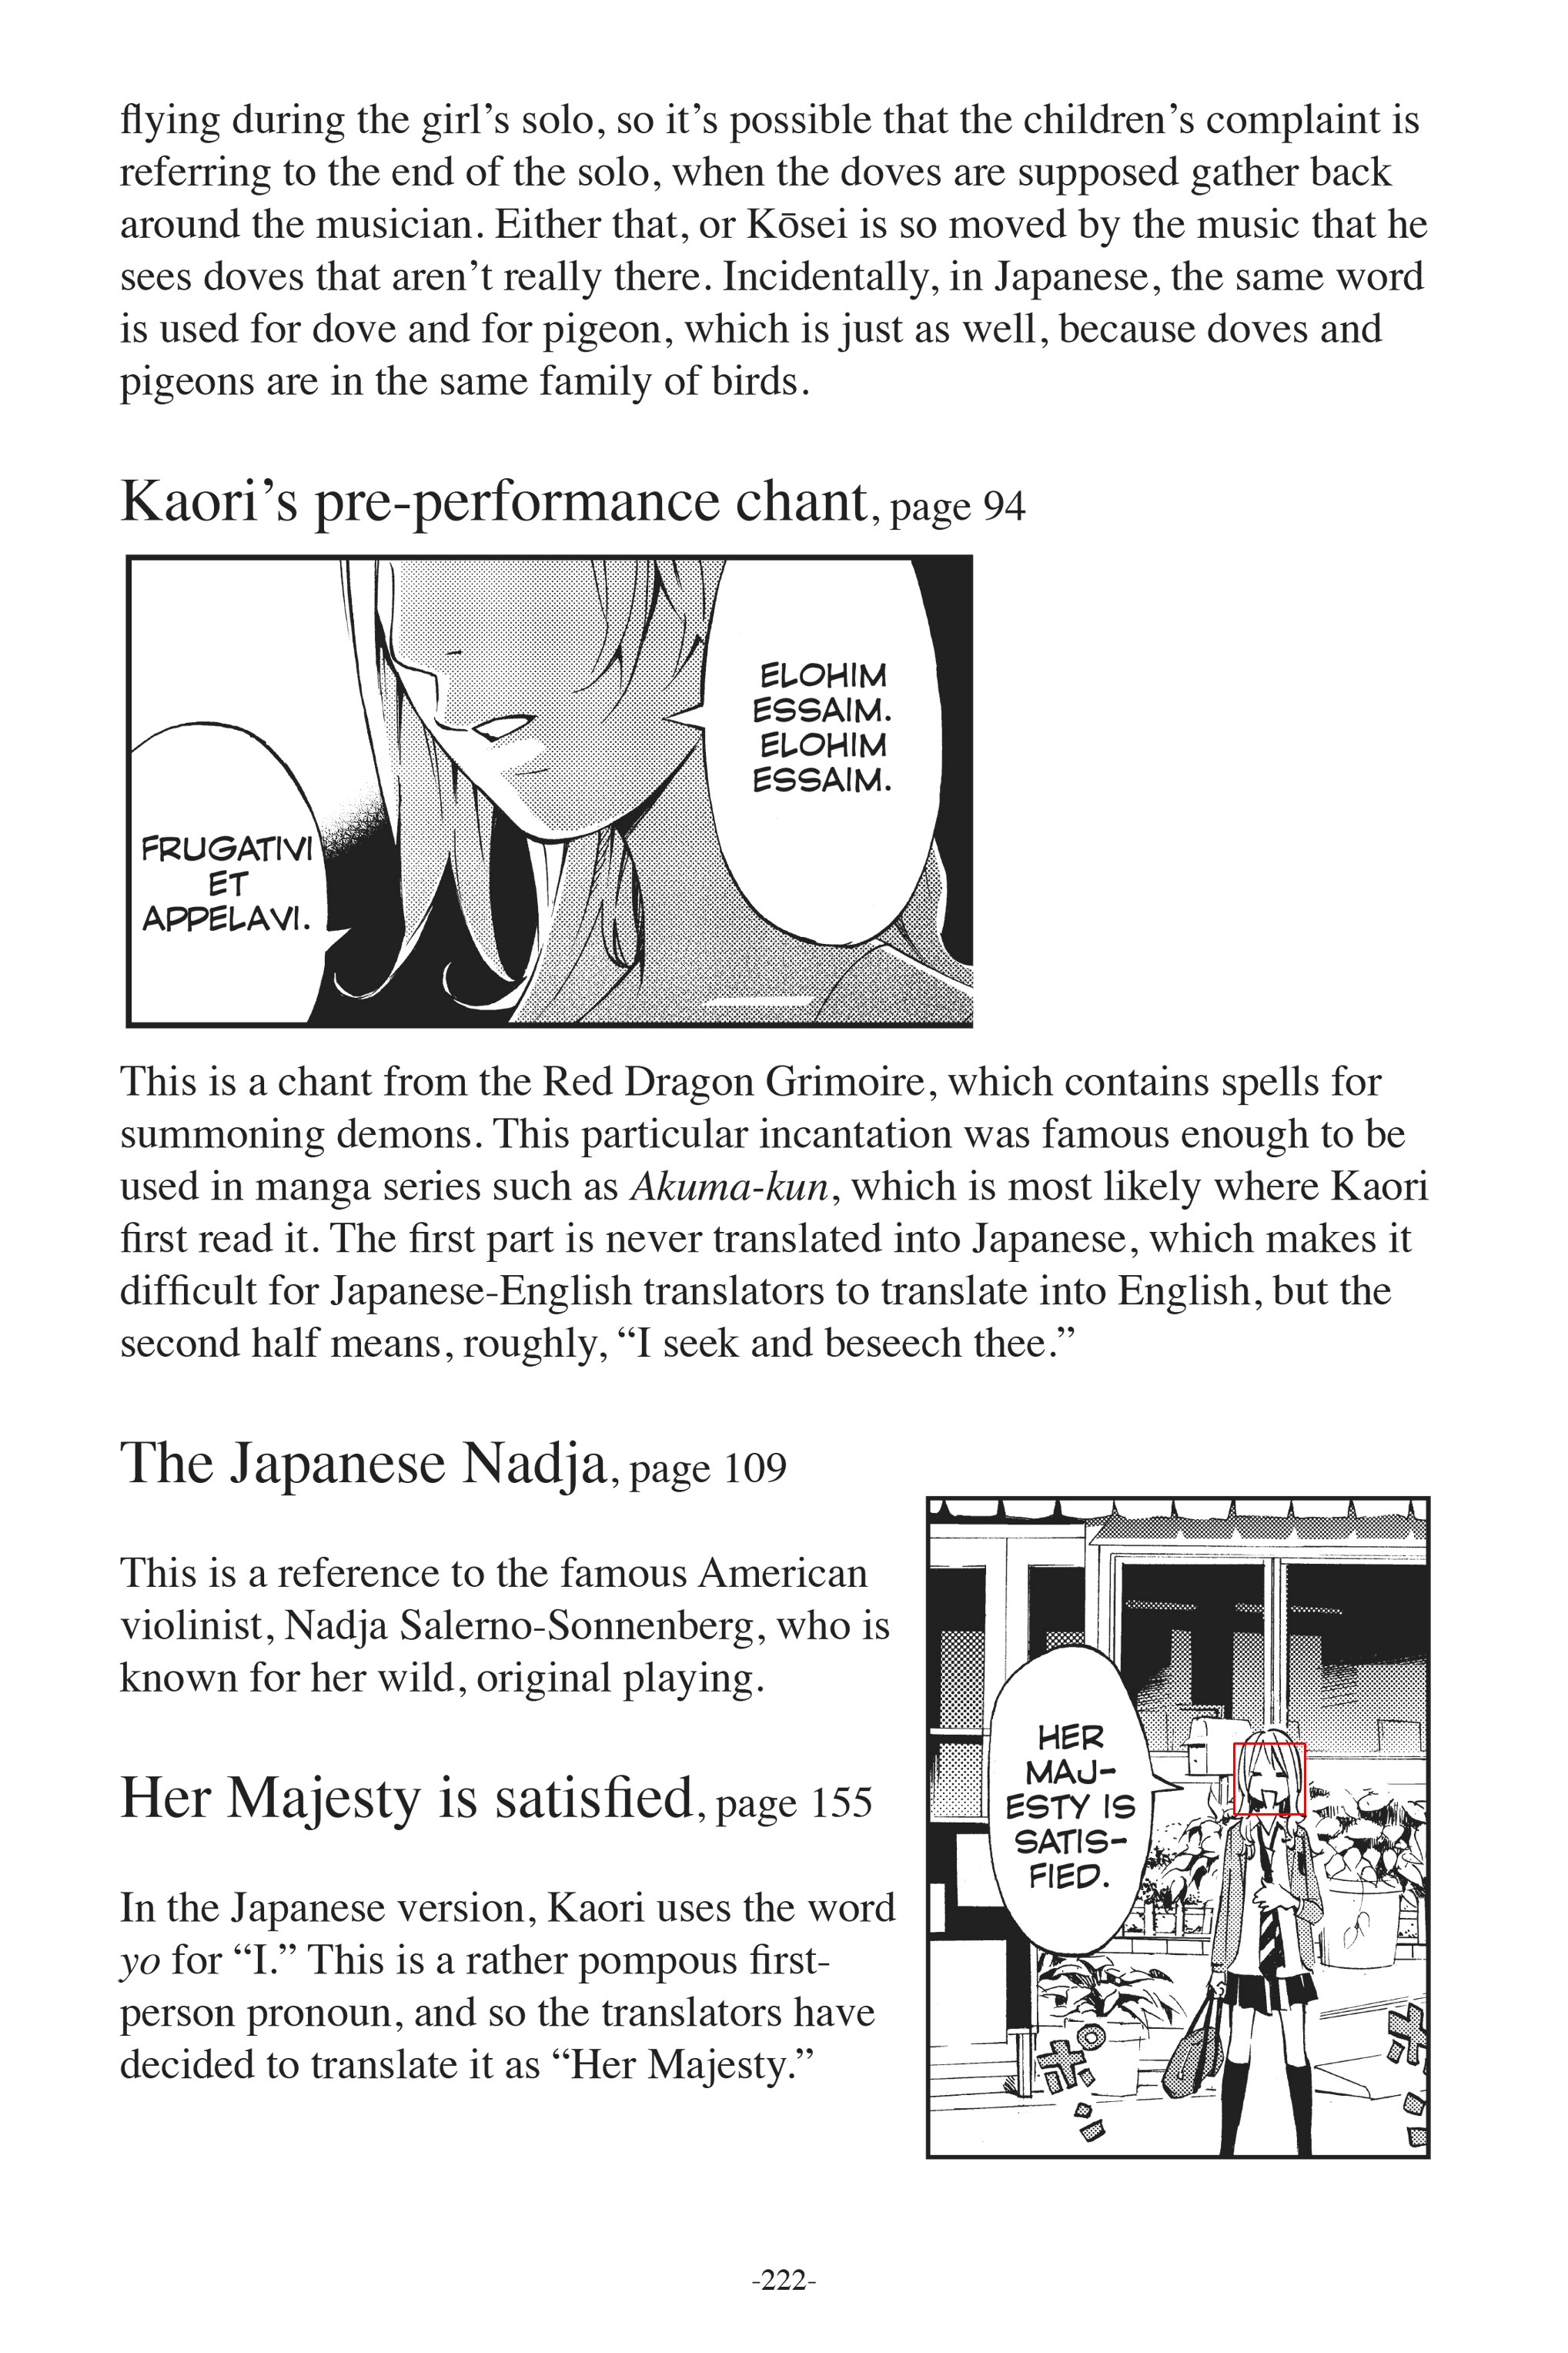 flying during the girl’s solo, so it’s possible that the children’s complaint is
referring to the end of the solo, when the doves are supposed gather back
around the musician. Either that, or Kōsei is so moved by the music that he
sees doves that aren’t really there. Incidentally, in Japanese, the same word
is used for dove and for pigeon, which is just as well, because doves and
pigeons are in the same family of birds.
Kaori’s pre-performance chant, page 94
ELOHIM
ESSAIM.
ELOHIM
ESSAIM.
FRUGATIVI
ET
APPELAVI.
This is a chant from the Red Dragon Grimoire, which contains spells for
summoning demons. This particular incantation was famous enough to be
used in manga series such as Akuma-kun, which is most likely where Kaori
first read it. The first part is never translated into Japanese, which makes it
difficult for Japanese-English translators to translate into English, but the
second half means, roughly, “I seek and beseech thee.”
The Japanese Nadja, page 109
This is a reference to the famous American
violinist, Nadja Salerno-Sonnenberg, who is
known for her wild, original playing.
Her Majesty is satisfied, page 155
In the Japanese version, Kaori uses the word
yo for “I.” This is a rather pompous first-
person pronoun, and so the translators have
decided to translate it as “Her Majesty.”
HER
MAJ-
ESTY IS
SATIS-
FIED.
ポ
-222-